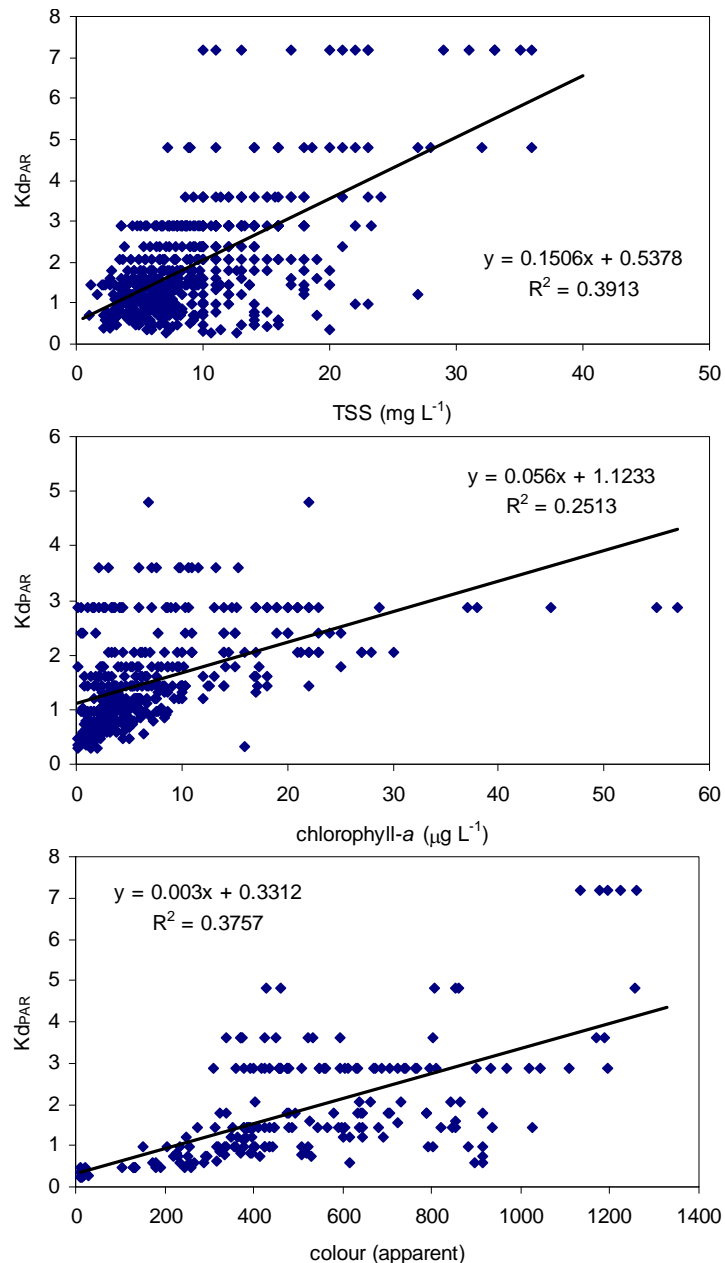 8
7
6
5
4
3
2
1
0
KdPAR
y = 0.1506x + 0.5378
R² = 0.3913
0 10 20 30 40 50
TSS (mg L⁻¹)
6
5
4
3
2
1
0
KdPAR
y = 0.056x + 1.1233
R² = 0.2513
0 10 20 30 40 50 60
chlorophyll-a (µg L⁻¹)
8
7
6
5
4
3
2
1
0
KdPAR
y = 0.003x + 0.3312
R² = 0.3757
0 200 400 600 800 1000 1200 1400
colour (apparent)